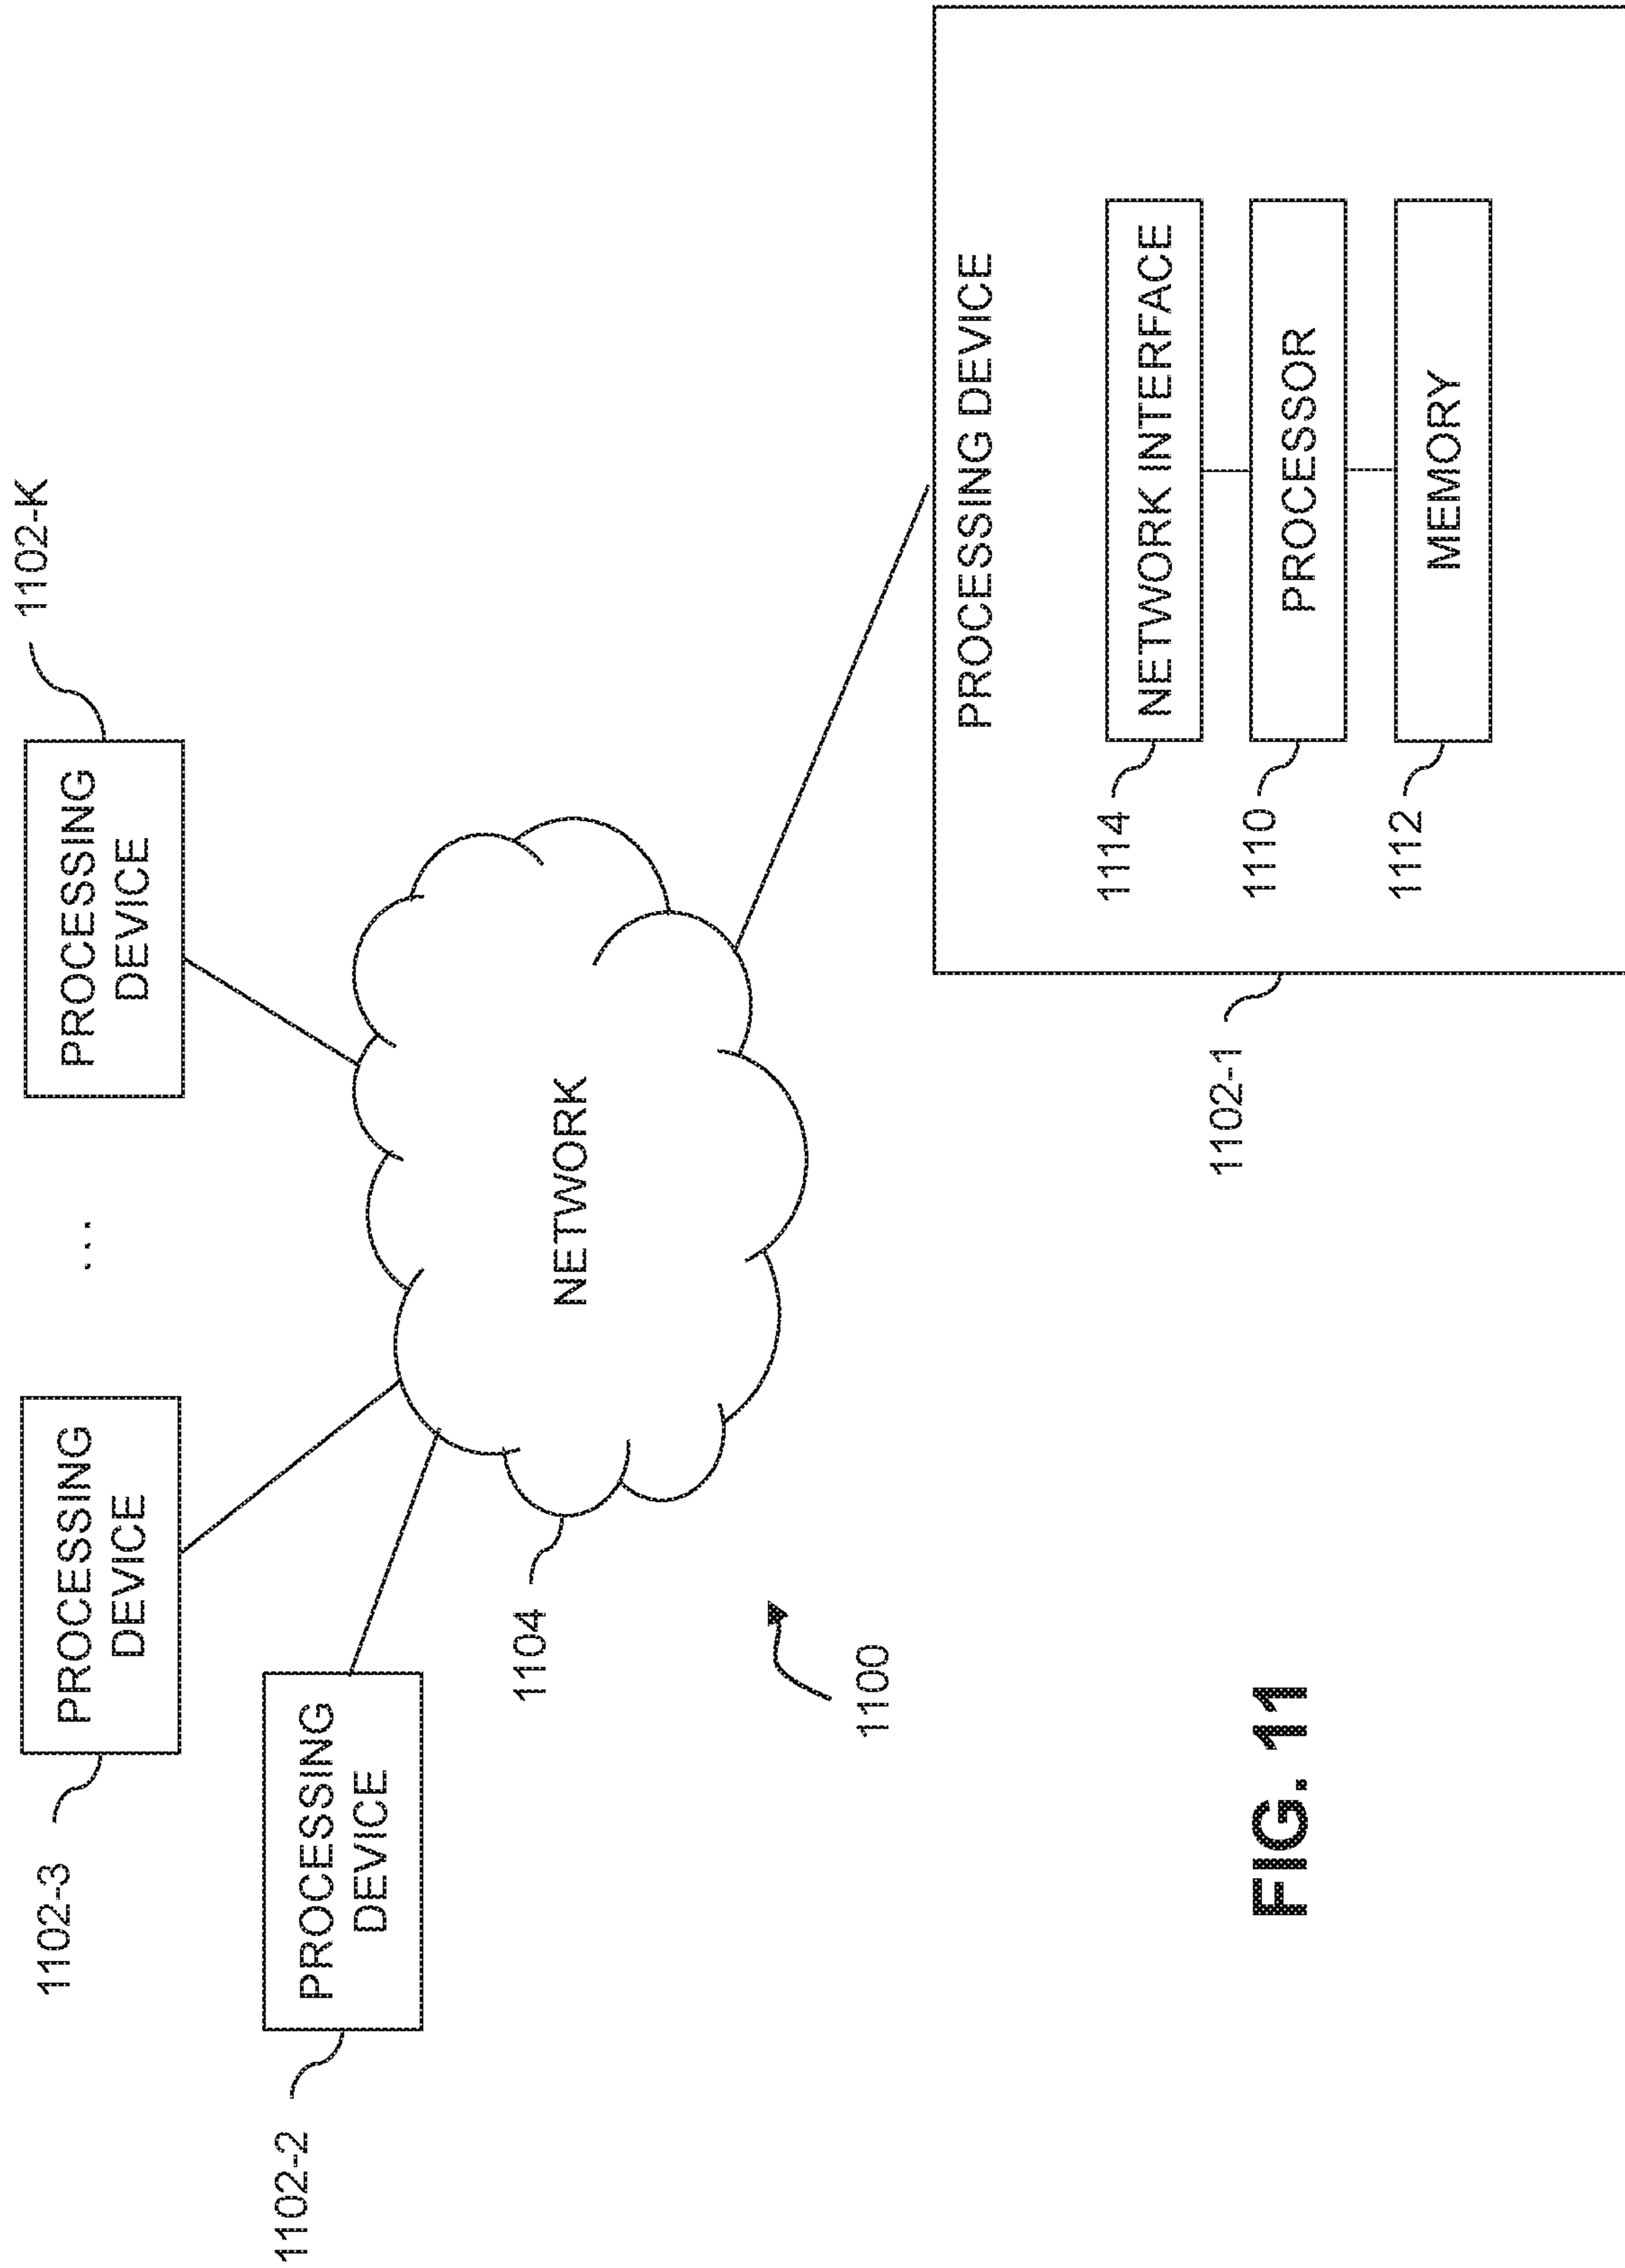 1102-2
PROCESSING
DEVICE
1102-3
PROCESSING
DEVICE
...
PROCESSING
DEVICE
1102-K
1104
NETWORK
1100
1102-1
PROCESSING DEVICE
1114
NETWORK INTERFACE
1110
PROCESSOR
1112
MEMORY
FIG. 11